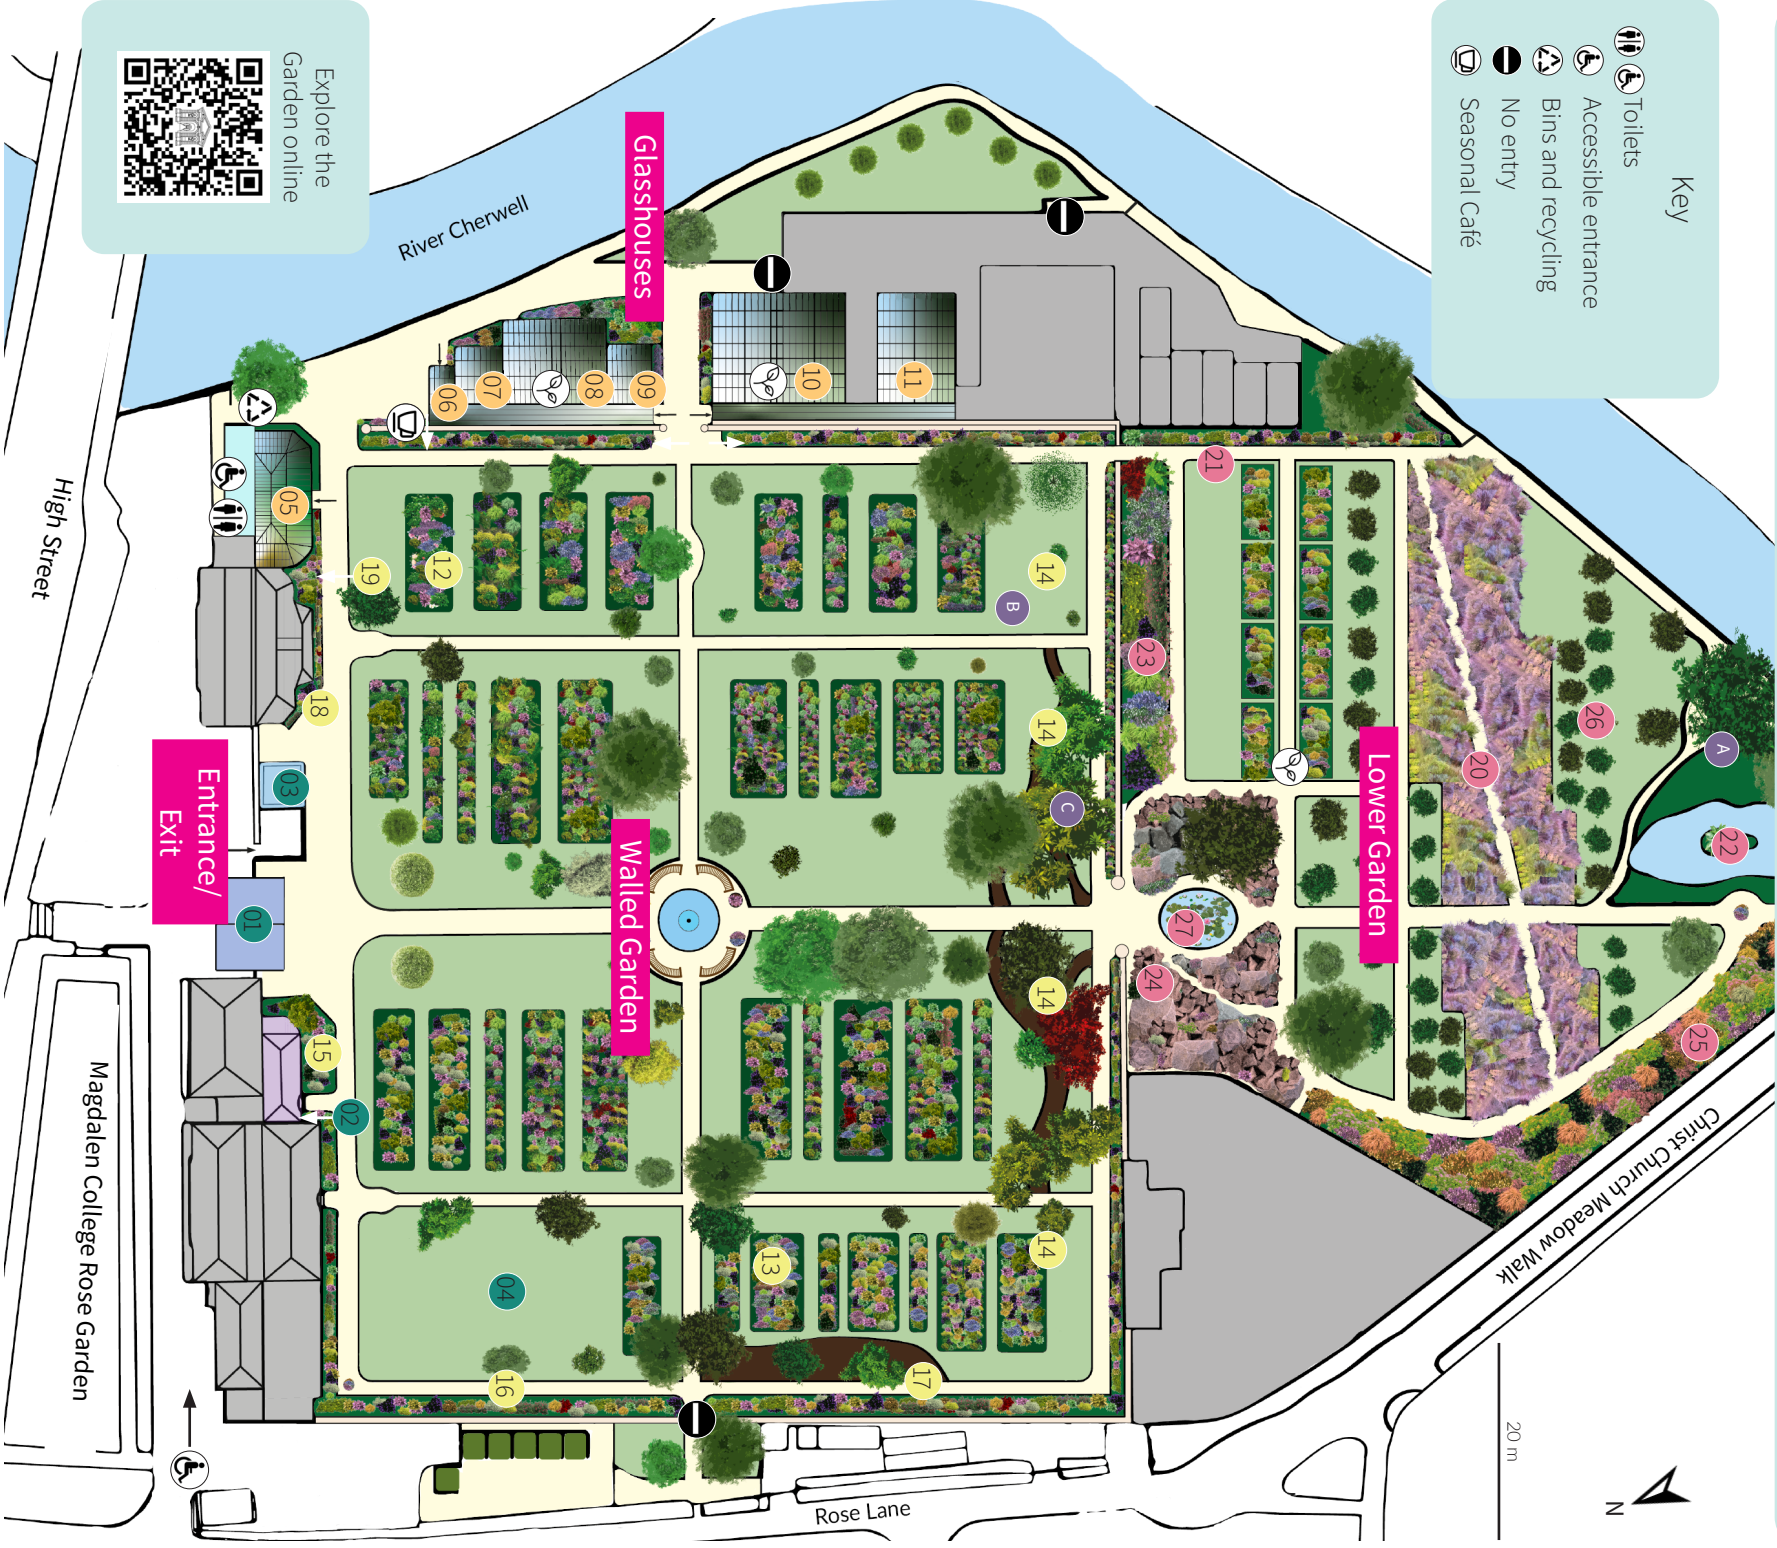 Key
Toilets
Accessible entrance
Bins and recycling
No entry
Seasonal Café
Explore the
Garden online
River Cherwell
High Street
Glasshouses
Entrance/
Exit
Walled Garden
Lower Garden
Magdalen College Rose Garden
Rose Lane
Christ Church Meadow Walk
20 m
N
01
02
03
04
05
06
07
08
09
10
11
12
13
14
14
14
14
15
16
17
18
19
20
21
22
23
24
25
26
27
A
B
C